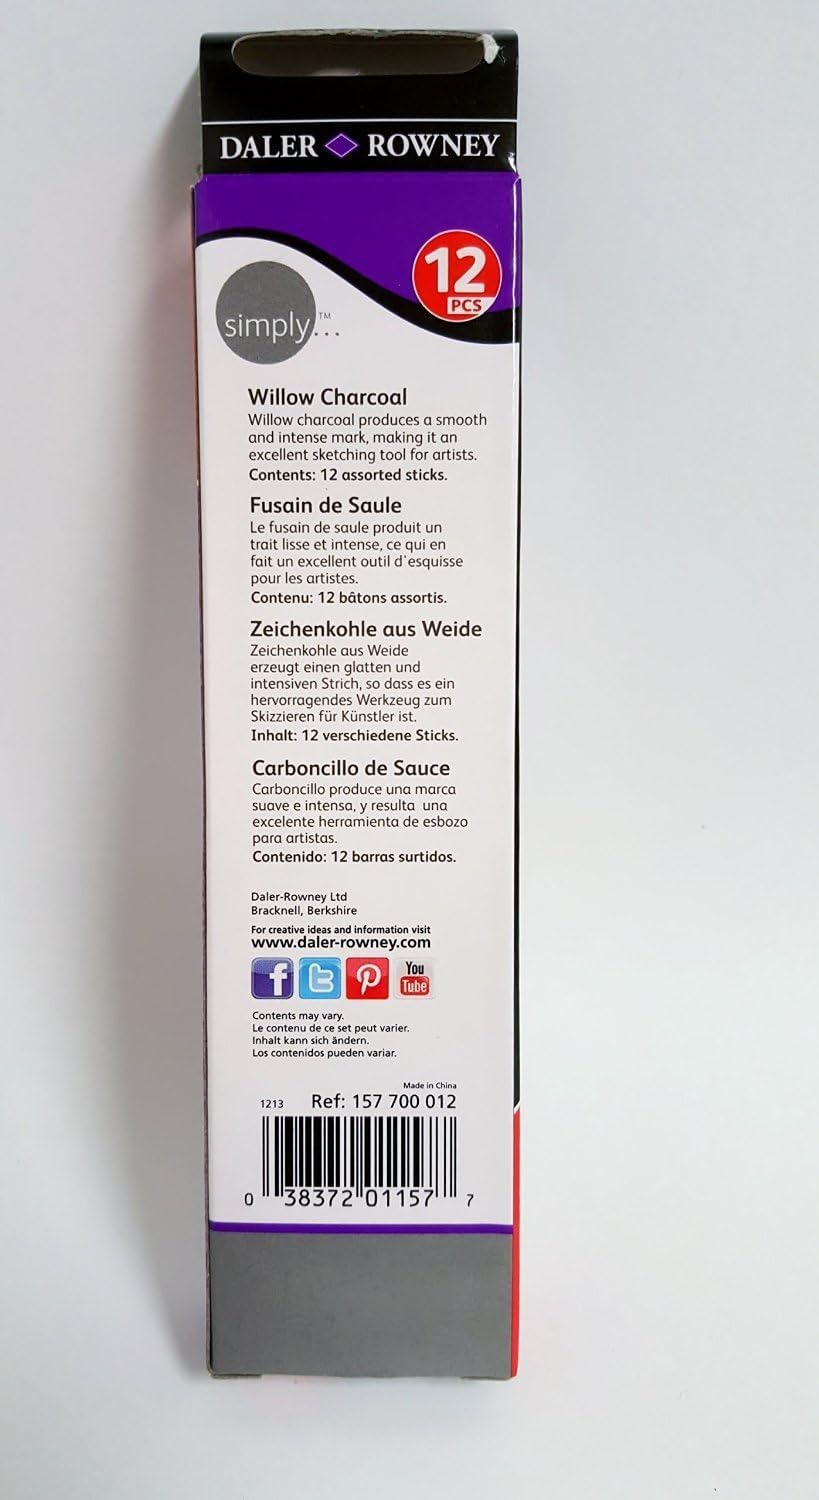 DALER ROWNEY
12
PCS
simply...™
Willow Charcoal
Willow charcoal produces a smooth
and intense mark, making it an
excellent sketching tool for artists.
Contents: 12 assorted sticks.
Fusain de Saule
Le fusain de saule produit un
trait lisse et intense, ce qui en
fait un excellent outil d'esquisse
pour les artistes.
Contenu: 12 bâtons assortis.
Zeichenkohle aus Weide
Zeichenkohle aus Weide
erzeugt einen glatten und
intensiven Strich, so dass es ein
hervorragendes Werkzeug zum
Skizzieren für Künstler ist.
Inhalt: 12 verschiedene Sticks.
Carboncillo de Sauce
Carboncillo produce una marca
suave e intensa, y resulta una
excelente herramienta de esbozo
para artistas.
Contenido: 12 barras surtidos.
Daler-Rowney Ltd
Bracknell, Berkshire
For creative ideas and information visit
www.daler-rowney.com
You
Tube
Contents may vary.
Le contenu de ce set peut varier.
Inhalt kann sich ändern.
Los contenidos pueden variar.
Made in China
1213 Ref: 157 700 012
0 38372 01157 7